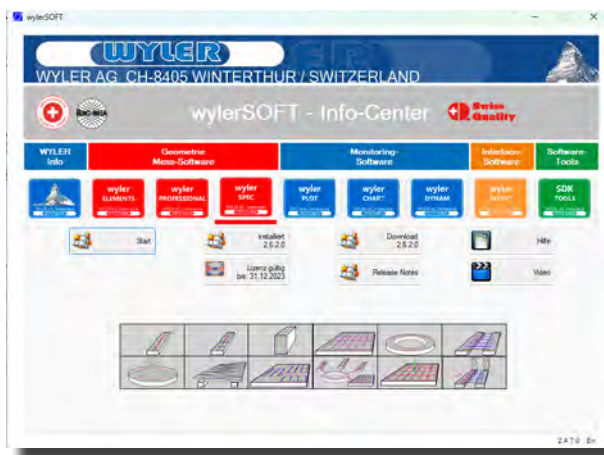 wylerSOFT
WYLER
WYLER AG CH-8405 WINTERTHUR / SWITZERLAND
wylerSOFT - Info-Center
Swiss
Quality
WYLER
Info
Geometrie
Mess-Software
Monitoring-
Software
Interface-
Software
Software-
Tools
wyler
ELEMENTS
wyler
PROFESSIONAL
wyler
SPEC
wyler
PLOT
wyler
CHART
wyler
DYNAM
wyler
SDK
TOOLS
Start
Installiert
2.6.2.0
Download
2.6.2.0
Hilfe
Lizenz gültig
bis: 31.12.2023
Release Notes
Video
2.4.7.0 En